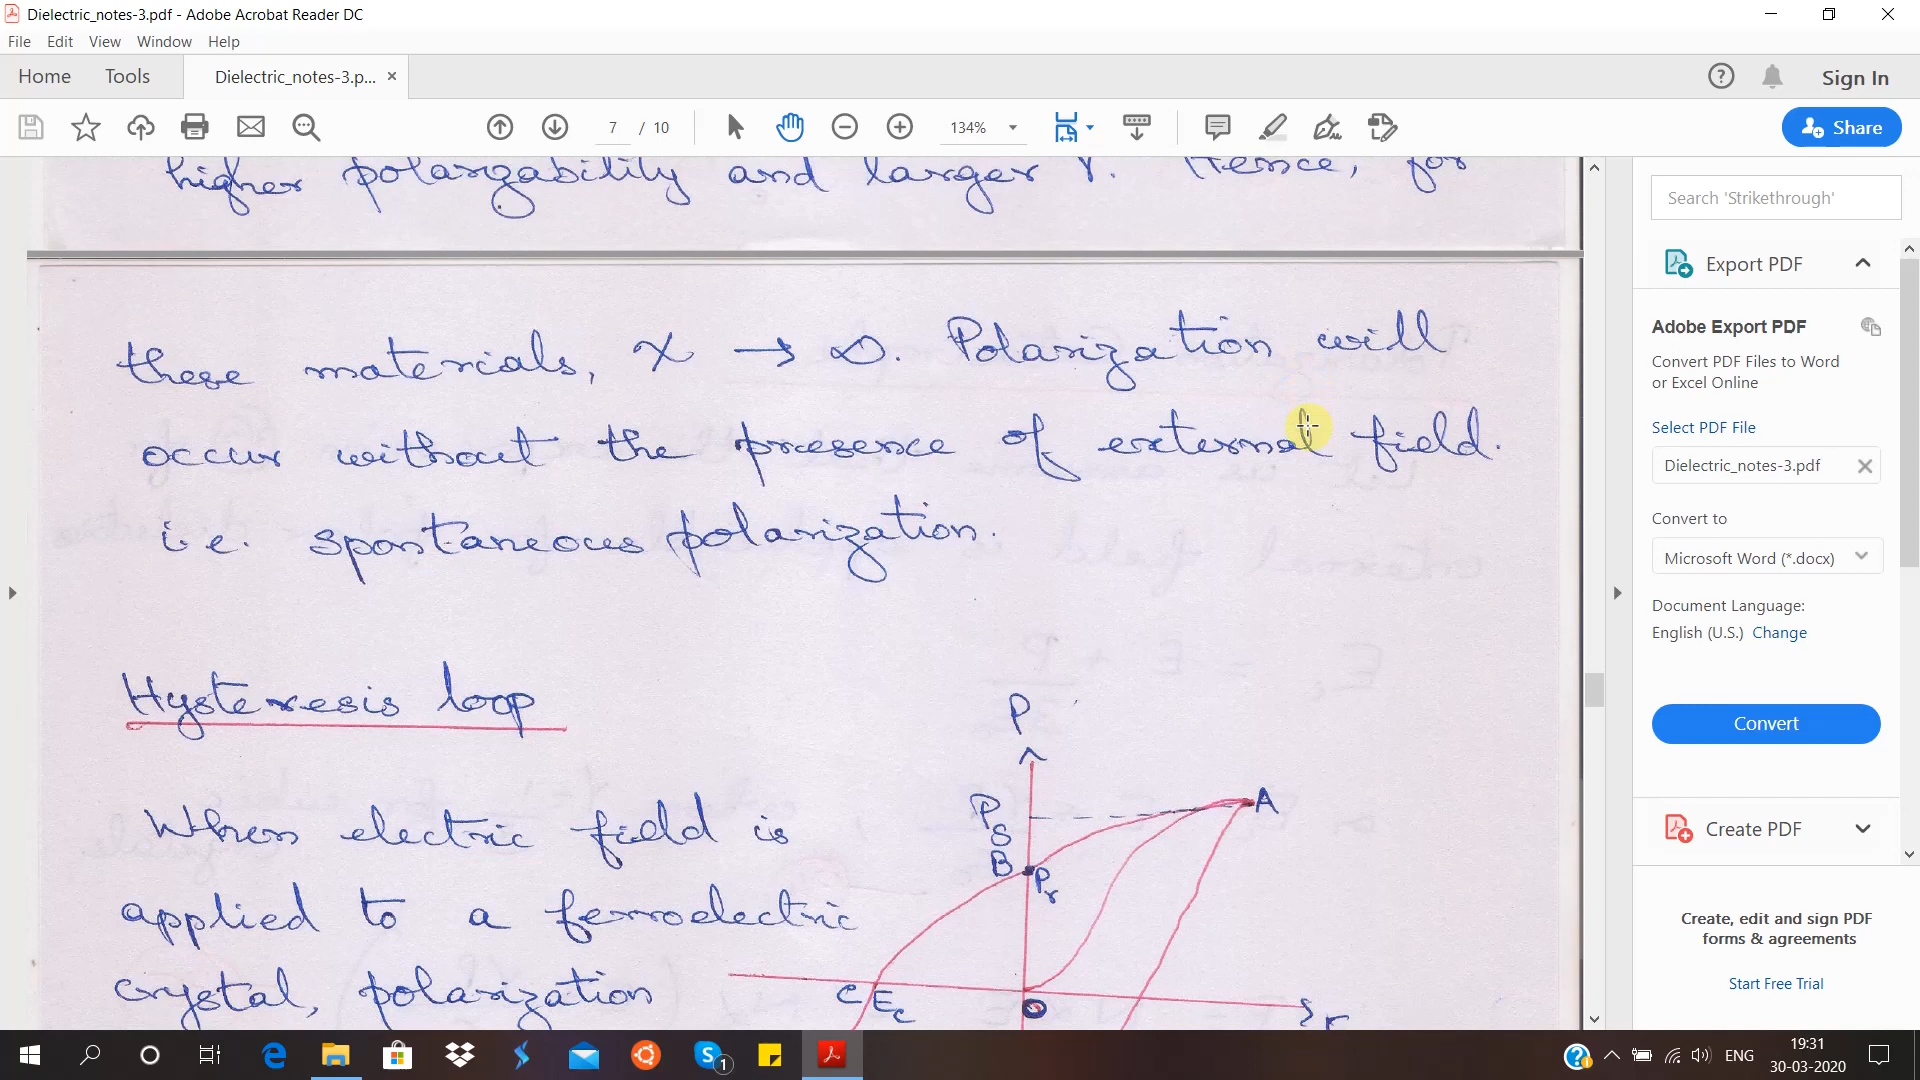 Dielectric_notes-3.pdf - Adobe Acrobat Reader DC
File Edit View Window Help
Home Tools Dielectric_notes-3.p... ×
Sign In
7 / 10 134%
Share
higher polarizability and larger γ. Hence, for
these materials, χ → ∞. Polarization will
occur without the presence of external field.
i.e. spontaneous polarization.
Hysteresis loop
When electric field is
applied to a ferroelectric
crystal, polarization
P
Ps
A
B
Pr
C Ec
O
Search 'Strikethrough'
Export PDF
Adobe Export PDF
Convert PDF Files to Word
or Excel Online
Select PDF File
Dielectric_notes-3.pdf
Convert to
Microsoft Word (*.docx)
Document Language:
English (U.S.) Change
Convert
Create PDF
Create, edit and sign PDF
forms & agreements
Start Free Trial
1
ENG
19:31
30-03-2020